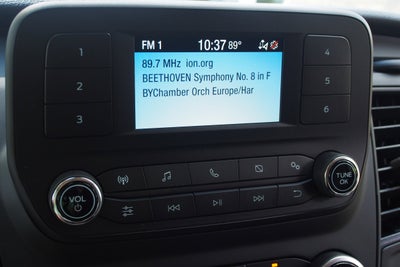 FM 1 10:37 89°
89.7 MHz ion.org
BEETHOVEN Symphony No. 8 in F
BYChamber Orch Europe/Har
1
2
3
4
5
6
VOL
TUNE
OK